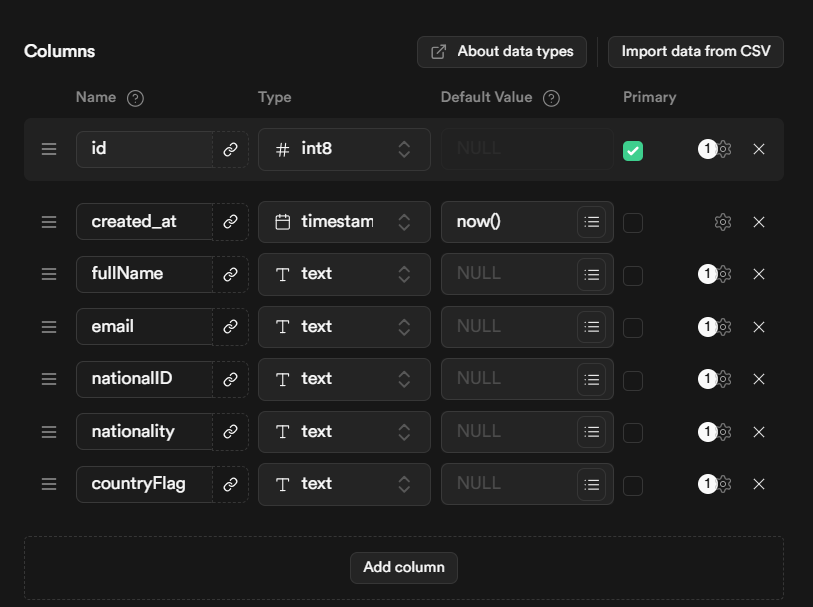 Columns
About data types
Import data from CSV
Name
Type
Default Value
Primary
id
int8
NULL
1
created_at
timestam
now()
fullName
text
NULL
1
email
text
NULL
1
nationalID
text
NULL
1
nationality
text
NULL
1
countryFlag
text
NULL
1
Add column